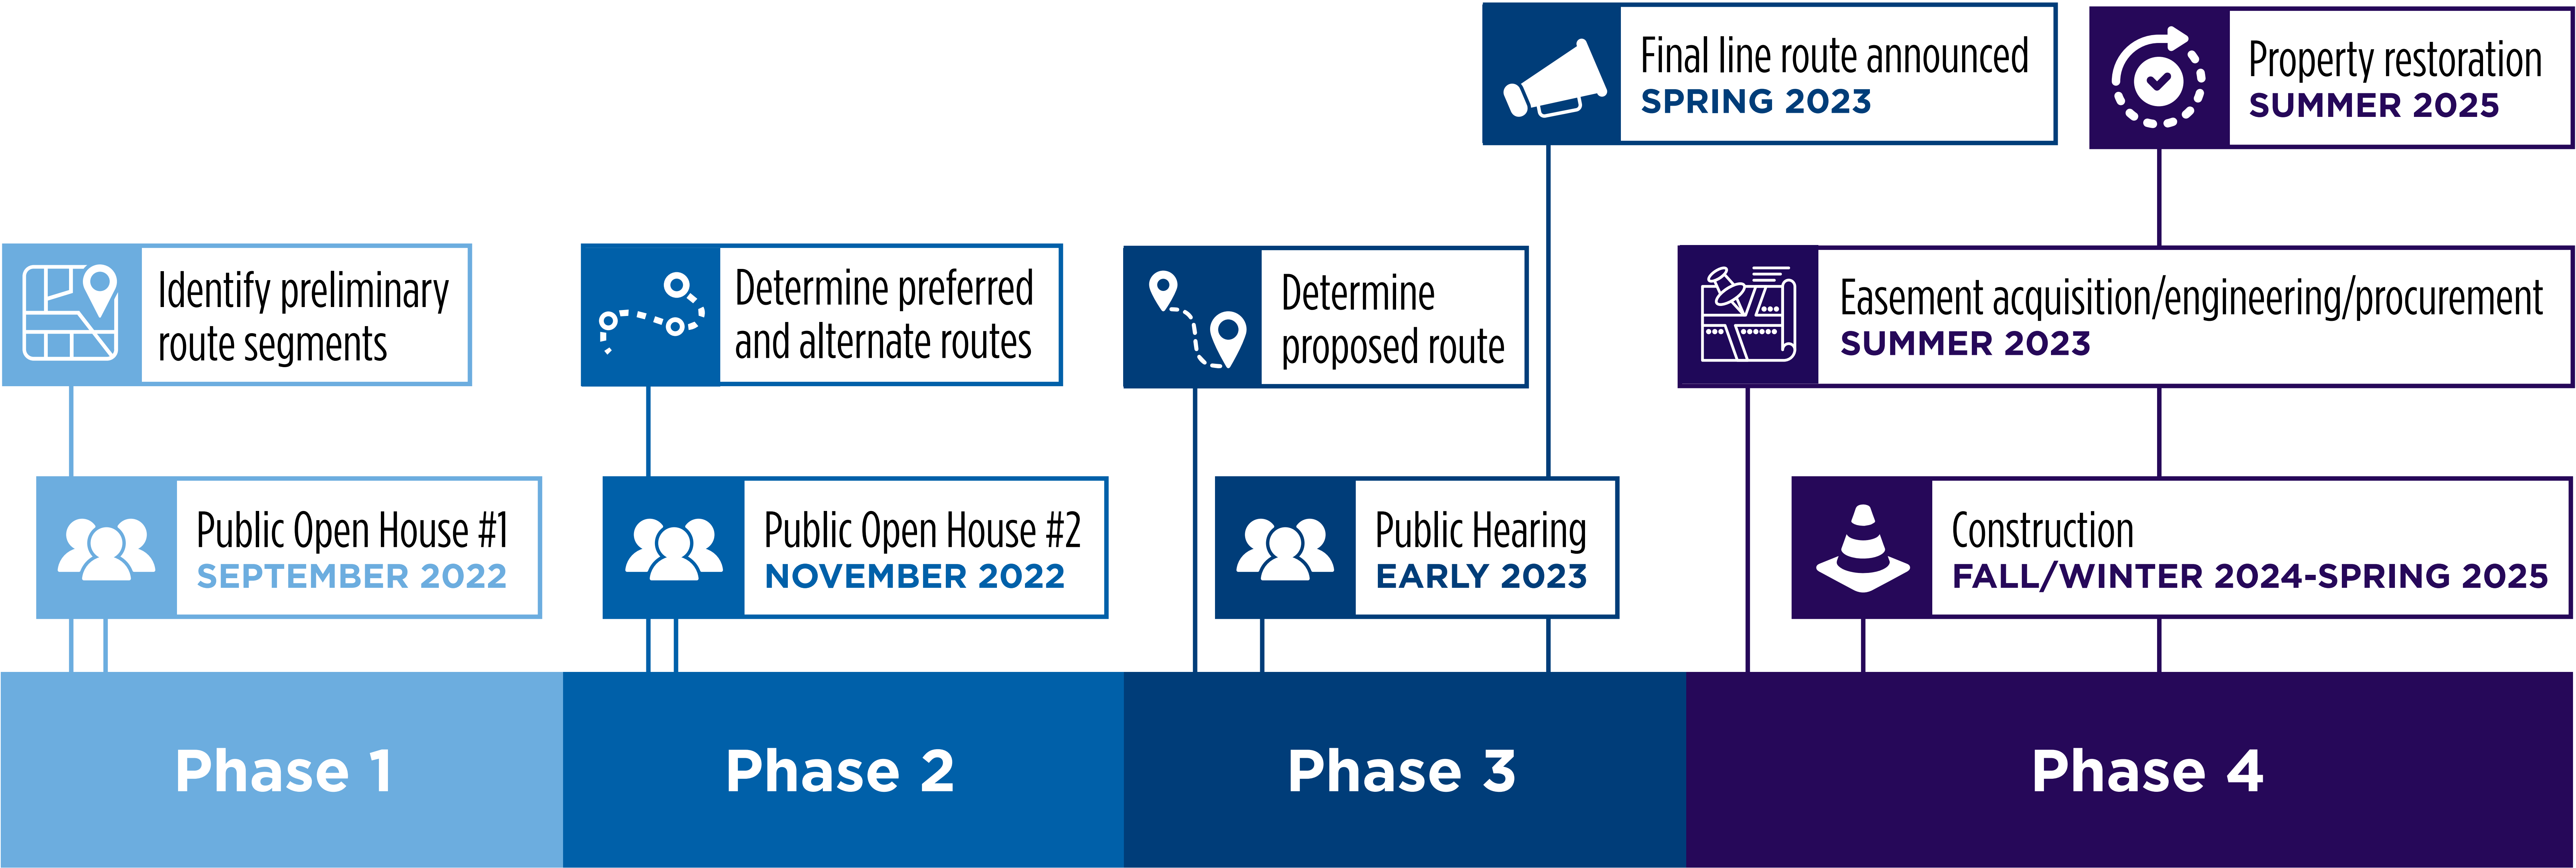 Identify preliminary
route segments
Public Open House #1
SEPTEMBER 2022
Phase 1
Determine preferred
and alternate routes
Public Open House #2
NOVEMBER 2022
Phase 2
Determine
proposed route
Public Hearing
EARLY 2023
Final line route announced
SPRING 2023
Phase 3
Easement acquisition/engineering/procurement
SUMMER 2023
Construction
FALL/WINTER 2024-SPRING 2025
Property restoration
SUMMER 2025
Phase 4